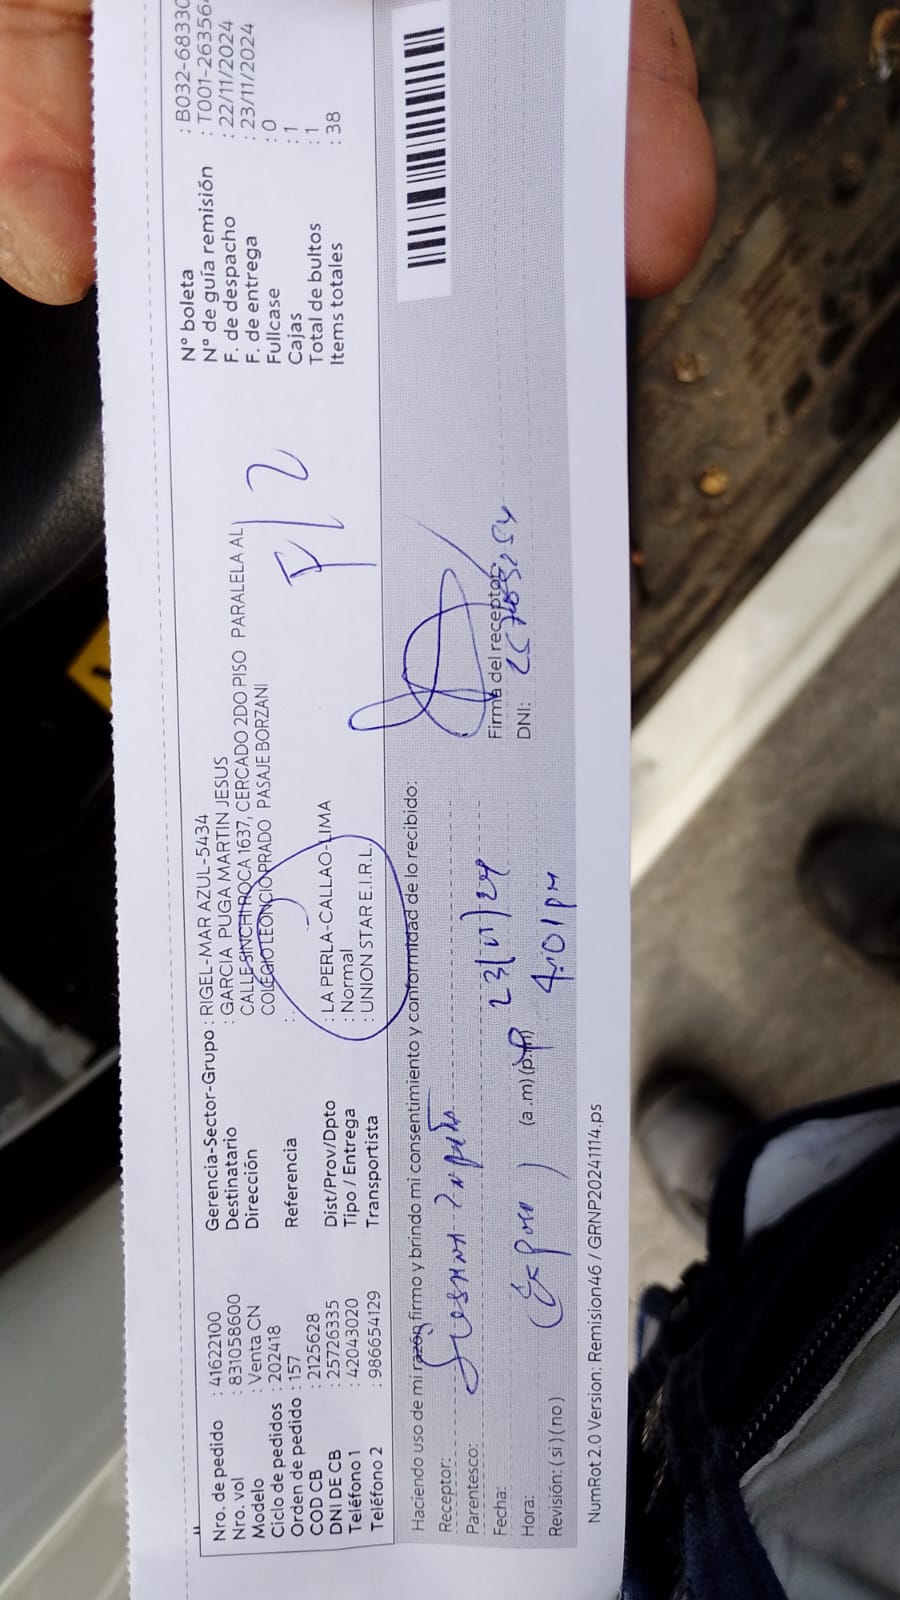 Nro. de pedido : 41622100
Nro. vol : 831058600
Modelo : Venta CN
Ciclo de pedidos : 202418
Orden de pedido : 157
COD CB : 2125628
DNI DE CB : 25726335
Teléfono 1 : 42043020
Teléfono 2 : 986654129
Gerencia-Sector-Grupo : RIGEL-MAR AZUL-5434
Destinatario : GARCIA PUGA MARTIN JESUS
Dirección CALLE SINCHI ROCA 1637, CERCADO 2DO PISO PARALELA AL
COLEGIO LEONCIO PRADO PASAJE BORZANI
Referencia :
Dist/Prov/Dpto : LA PERLA-CALLAO-LIMA
Tipo / Entrega : Normal
Transportista : UNION STAR E.I.R.L.
F/2
N° boleta : B032-68330
N° de guía remisión : T001-26356
F. de despacho : 22/11/2024
F. de entrega : 23/11/2024
Fullcase : 0
Cajas : 1
Total de bultos : 1
Items totales : 38
Haciendo uso de mi razón firmo y brindo mi consentimiento y conformidad de lo recibido:
Receptor:
Parentesco:
Fecha: 23/11/24
Hora: (a.m) (p.m) 4:01 pm
Revisión: ( si ) ( no )
Firma del receptor:
DNI:
NumRot 2.0 Version: Remision46 / GRNP20241114.ps